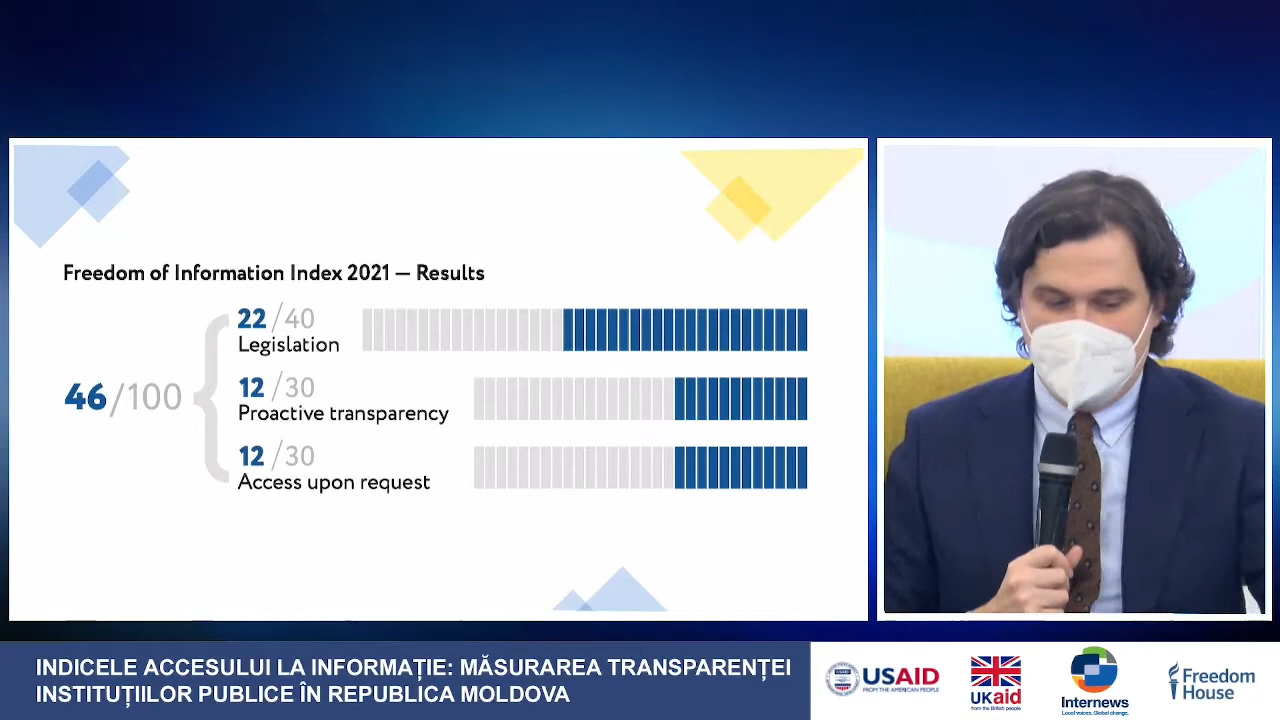 Freedom of Information Index 2021 — Results
46/100
22/40
Legislation
12/30
Proactive transparency
12/30
Access upon request
INDICELE ACCESULUI LA INFORMAȚIE: MĂSURAREA TRANSPARENȚEI
INSTITUȚIILOR PUBLICE ÎN REPUBLICA MOLDOVA
USAID
FROM THE AMERICAN PEOPLE
UKaid
from the British people
Internews
Local voices. Global change.
Freedom
House